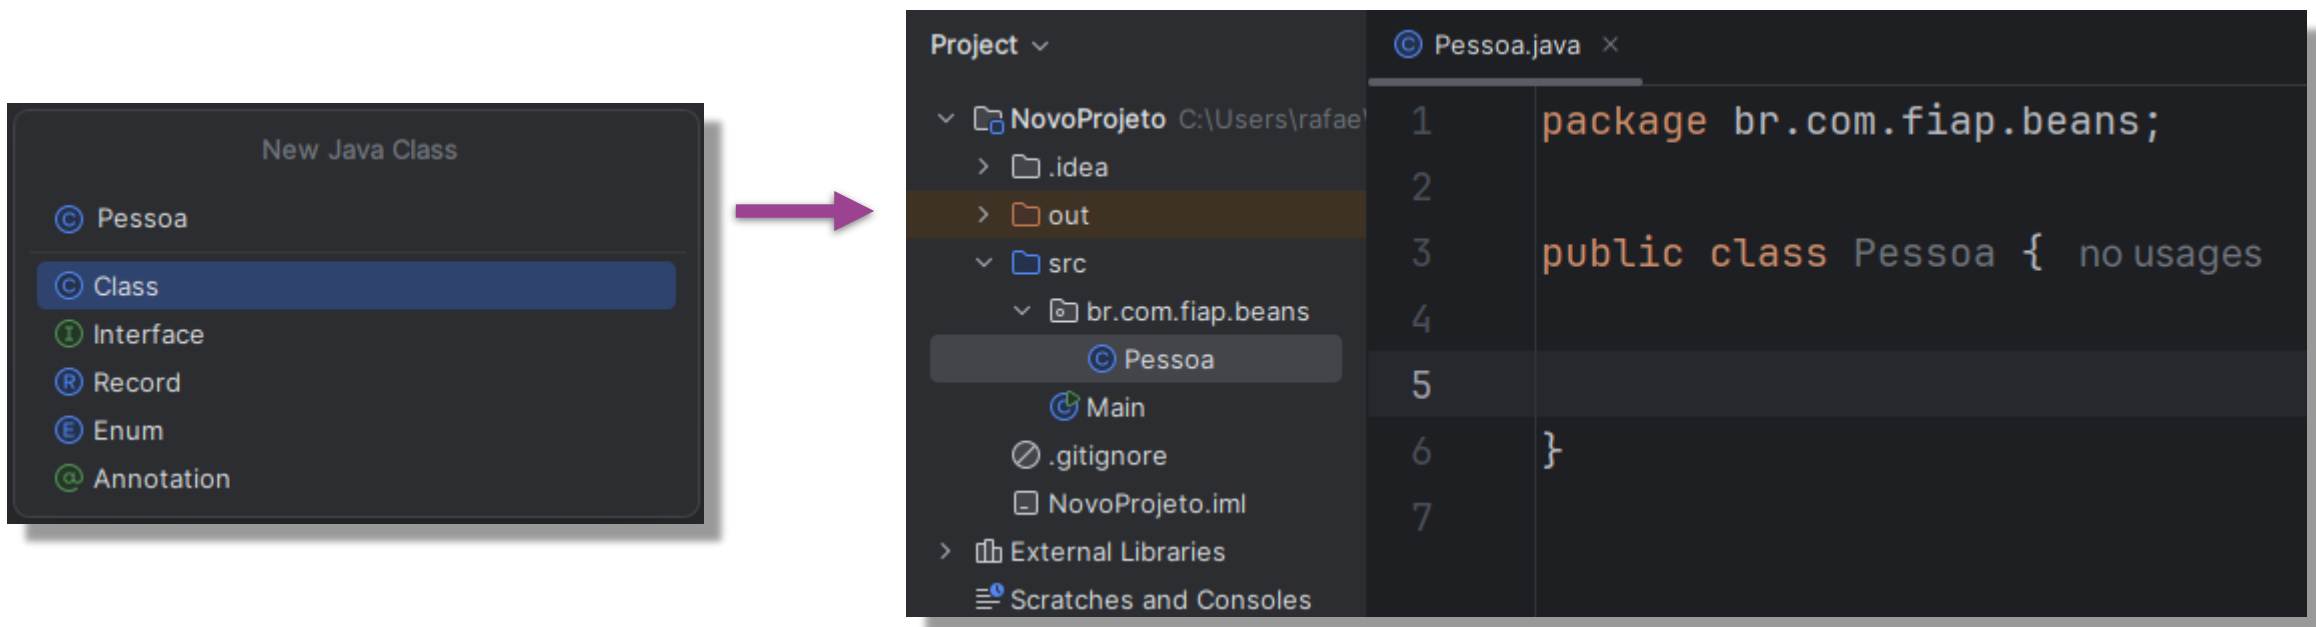 New Java Class
Pessoa
Class
Interface
Record
Enum
Annotation
Project
NovoProjeto C:\Users\rafae\
.idea
out
src
br.com.fiap.beans
Pessoa
Main
.gitignore
NovoProjeto.iml
External Libraries
Scratches and Consoles
Pessoa.java ×
1 package br.com.fiap.beans;
2
3 public class Pessoa { no usages
4
5
6 }
7